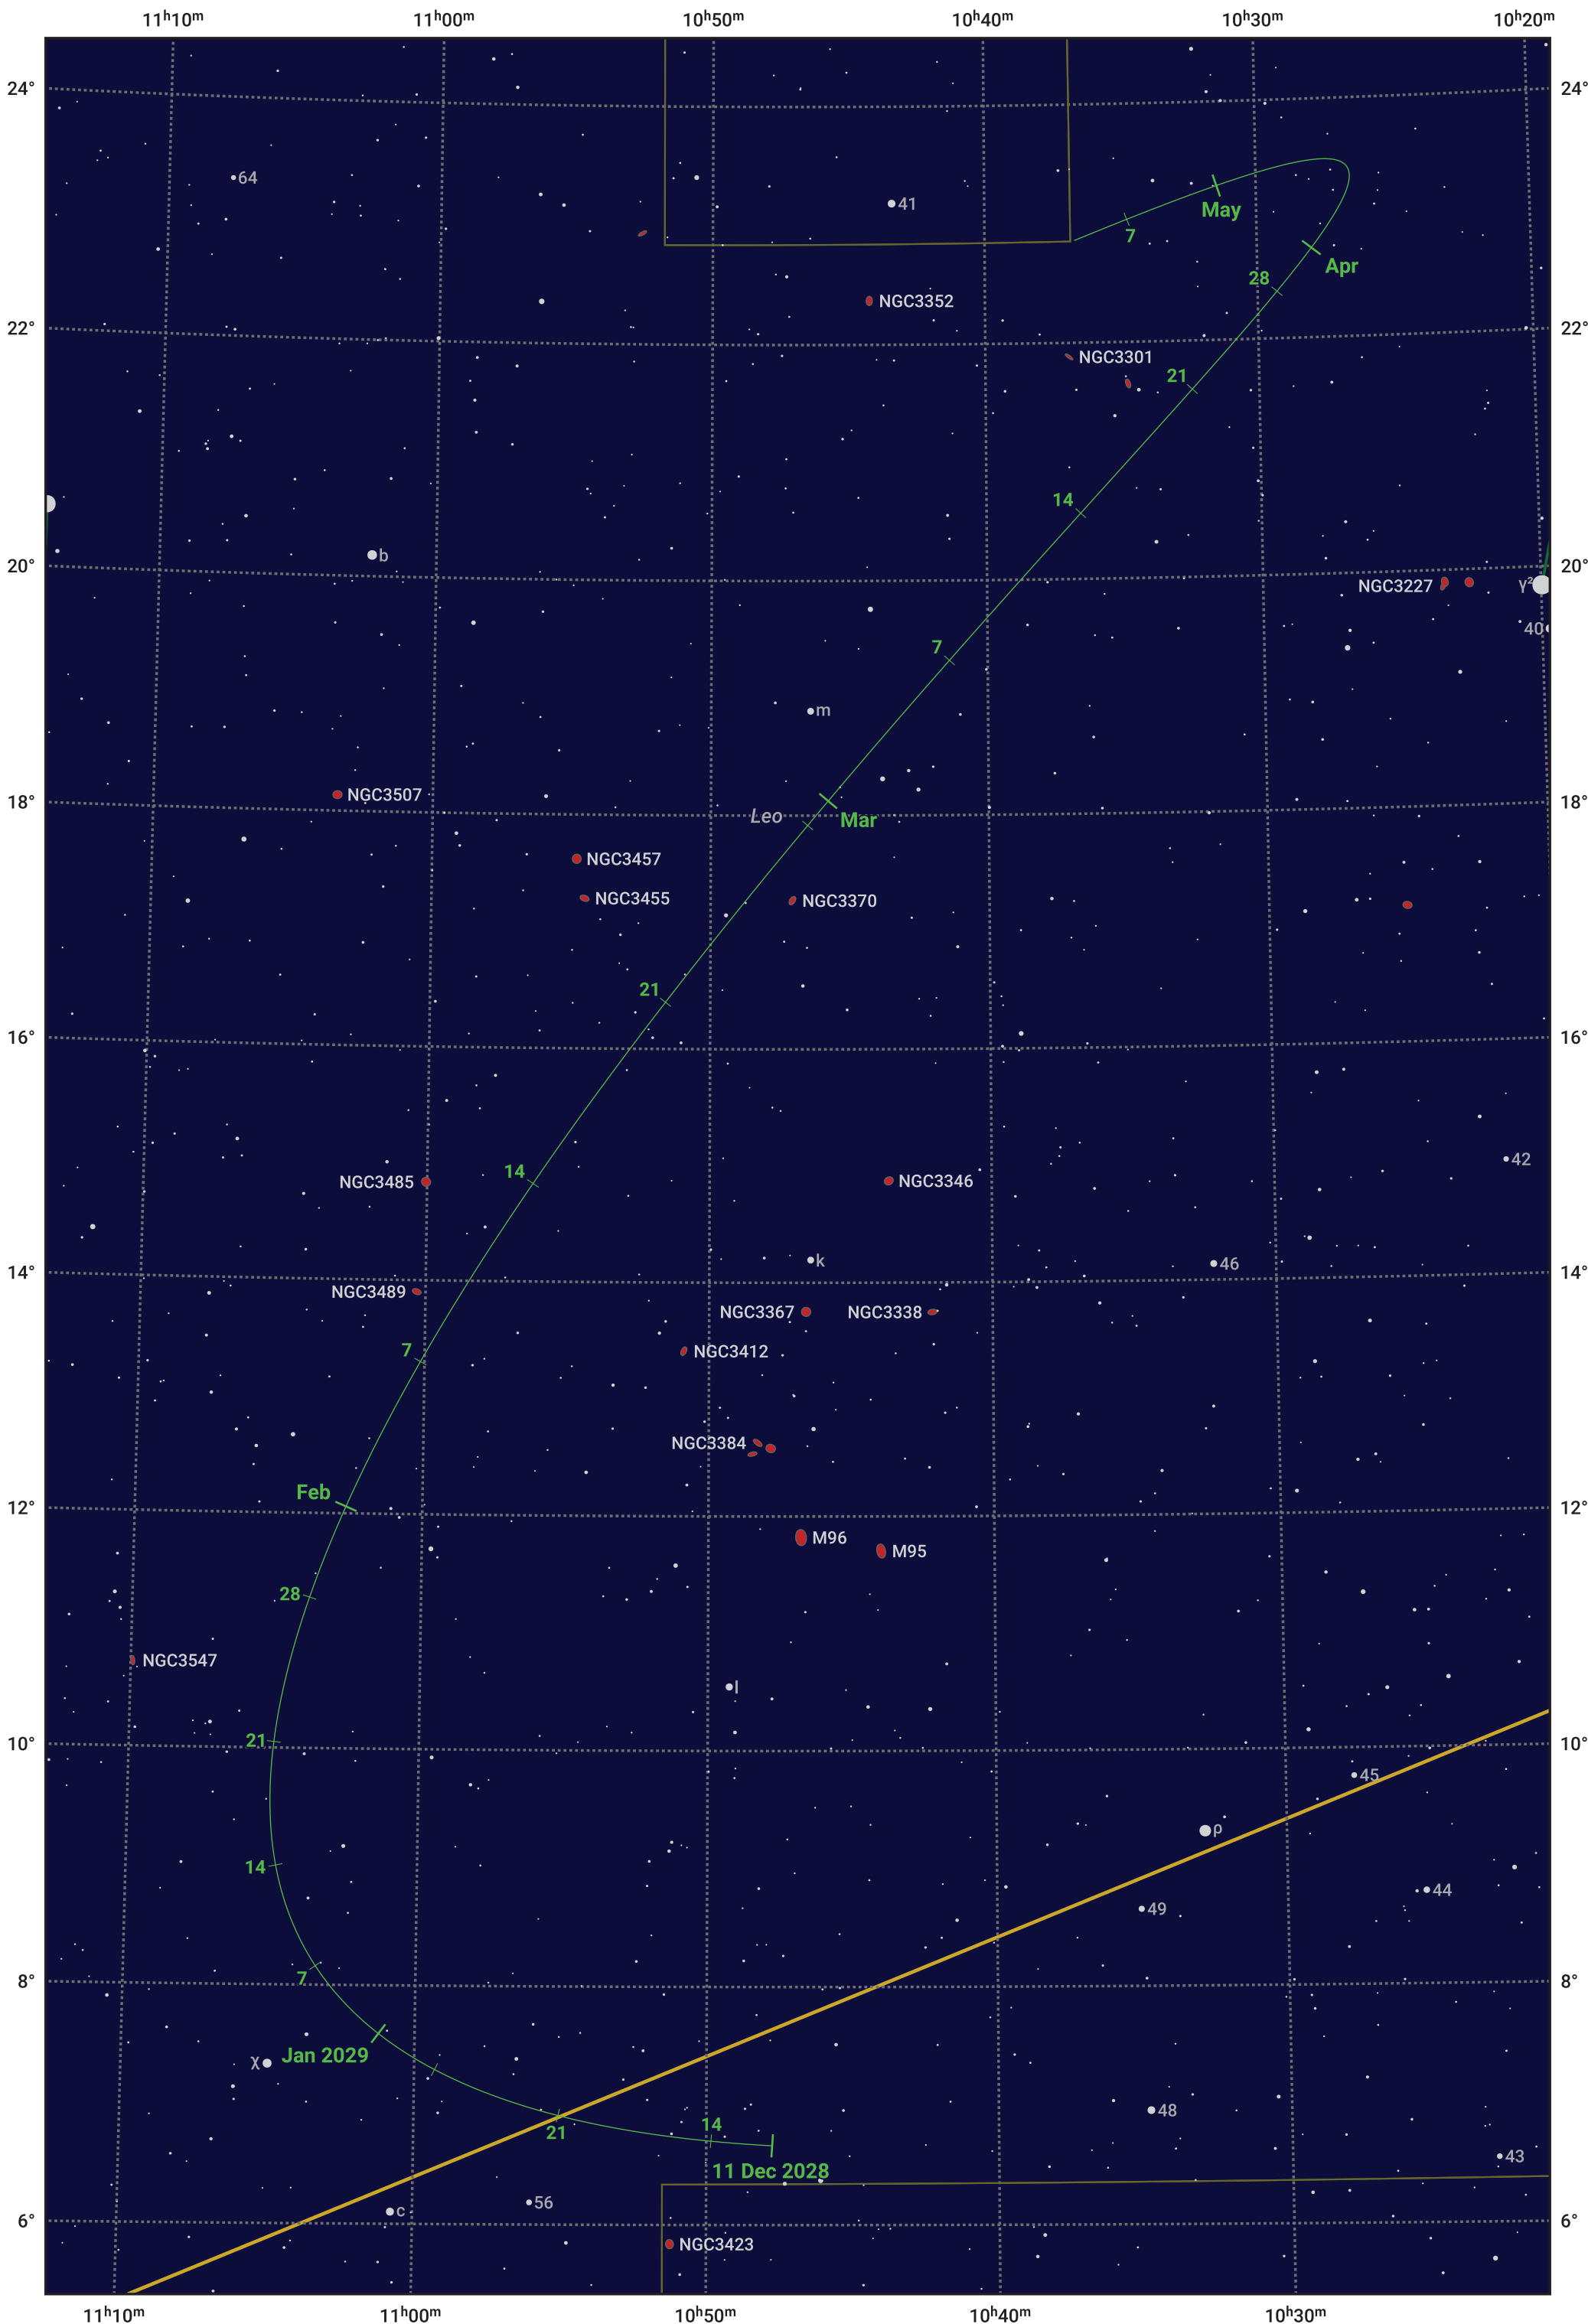 11ʰ10ᵐ 11ʰ00ᵐ 10ʰ50ᵐ 10ʰ40ᵐ 10ʰ30ᵐ 10ʰ20ᵐ
24° 24°
64
41
May
7
Apr
28
NGC3352
22° 22°
NGC3301
21
14
b
20° 20°
NGC3227 γ²
40
7
m
NGC3507
18° 18°
Leo Mar
NGC3457
NGC3455 NGC3370
21
16° 16°
42
14
NGC3485 NGC3346
k 46
14° 14°
NGC3489
NGC3367 NGC3338
7 NGC3412
NGC3384
Feb
12° 12°
M96
M95
28
NGC3547
l
21
10° 10°
45
ρ
14
44
49
7
8° 8°
χ Jan 2029
48
14
21
43
11 Dec 2028
56
c
6° 6°
NGC3423
11ʰ10ᵐ 11ʰ00ᵐ 10ʰ50ᵐ 10ʰ40ᵐ 10ʰ30ᵐ